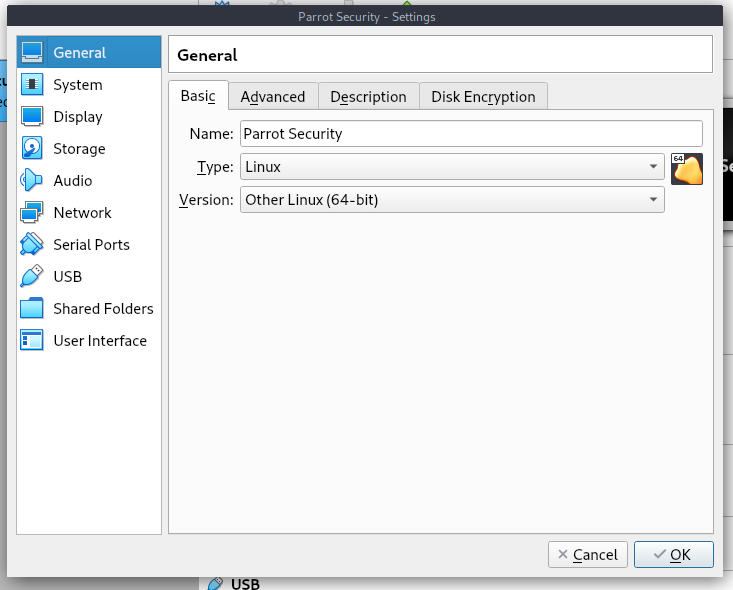 Parrot Security - Settings
General
System
Display
Storage
Audio
Network
Serial Ports
USB
Shared Folders
User Interface
General
Basic
Advanced
Description
Disk Encryption
Name: Parrot Security
Type: Linux
64
Version: Other Linux (64-bit)
Cancel
OK
USB